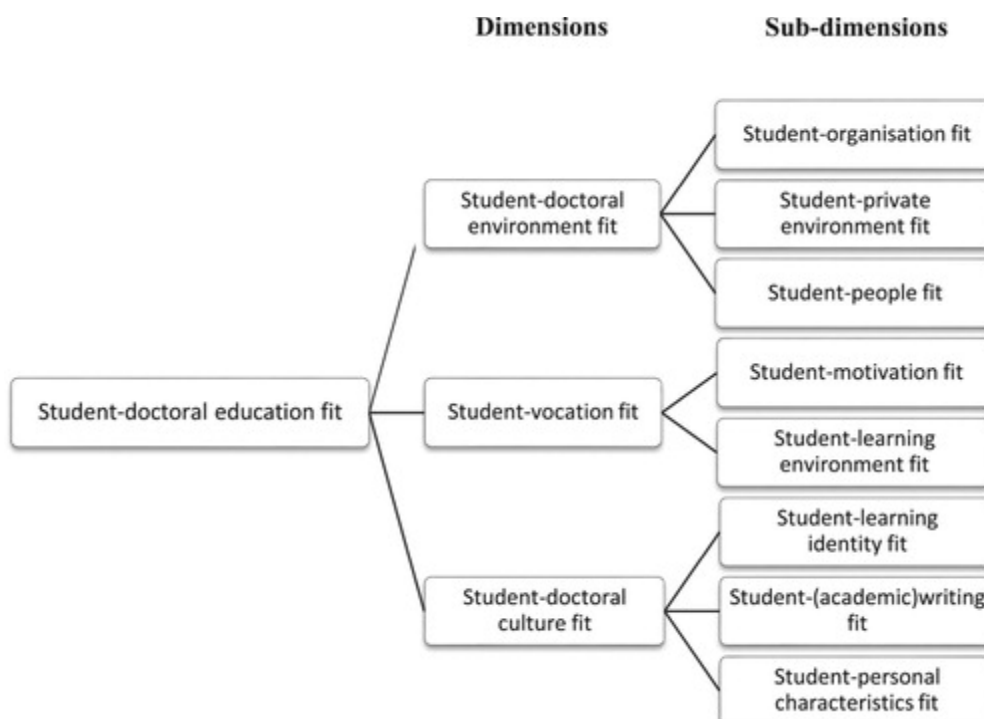 Dimensions
Sub-dimensions
Student-doctoral education fit
Student-doctoral
environment fit
Student-organisation fit
Student-private
environment fit
Student-people fit
Student-vocation fit
Student-motivation fit
Student-learning
environment fit
Student-doctoral
culture fit
Student-learning
identity fit
Student-(academic)writing
fit
Student-personal
characteristics fit